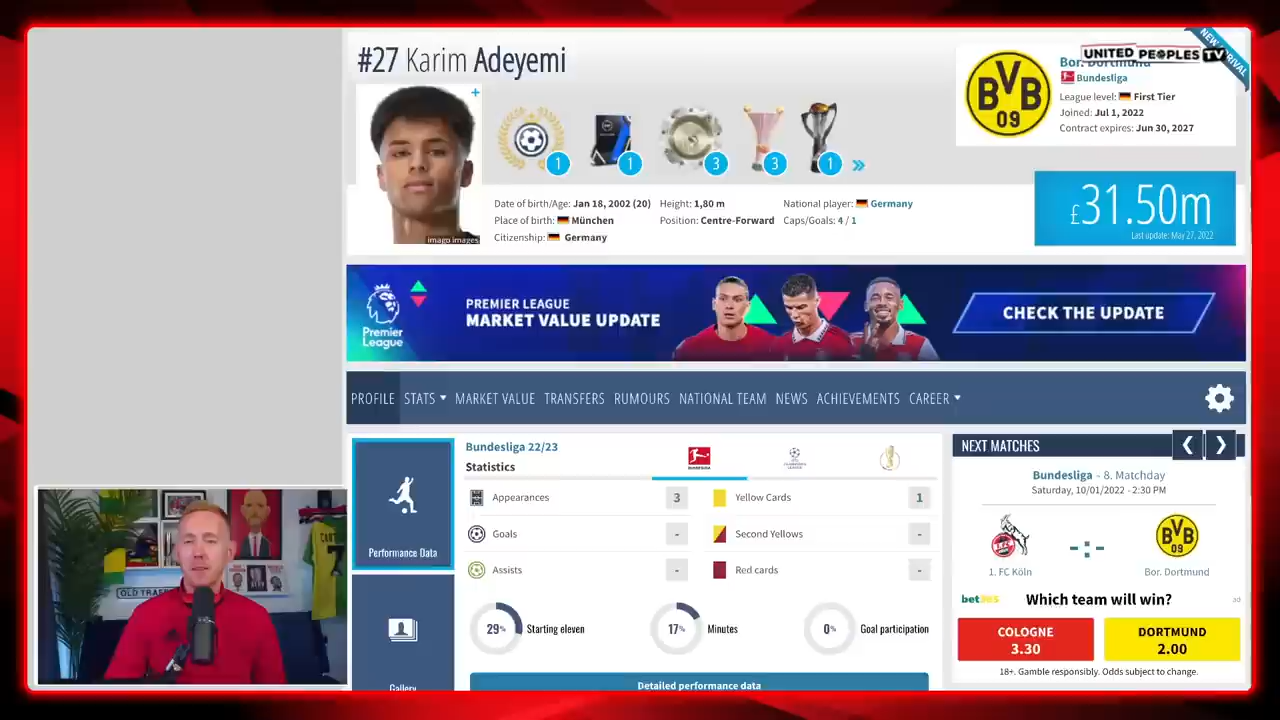 #27 Karim Adeyemi
+
1
1
3
3
1
»
Date of birth/Age: Jan 18, 2002 (20)
Place of birth: München
Citizenship: Germany
Height: 1,80 m
Position: Centre-Forward
National player: Germany
Caps/Goals: 4 / 1
imago images
BVB
09
Bor. Dortmund
UNITED PEOPLES TV
Bundesliga
League level: First Tier
Joined: Jul 1, 2022
Contract expires: Jun 30, 2027
£31.50m
Last update: May 27, 2022
Premier
League
PREMIER LEAGUE
MARKET VALUE UPDATE
CHECK THE UPDATE
PROFILE STATS MARKET VALUE TRANSFERS RUMOURS NATIONAL TEAM NEWS ACHIEVEMENTS CAREER
Performance Data
Gallery
Bundesliga 22/23
Statistics
Appearances 3
Yellow Cards 1
Goals -
Second Yellows -
Assists -
Red cards -
29% Starting eleven
17% Minutes
0% Goal participation
Detailed performance data
NEXT MATCHES
Bundesliga - 8. Matchday
Saturday, 10/01/2022 - 2:30 PM
-:-
BVB
09
1. FC Köln
Bor. Dortmund
bet365
Which team will win?
ad
COLOGNE
3.30
DORTMUND
2.00
18+. Gamble responsibly. Odds subject to change.